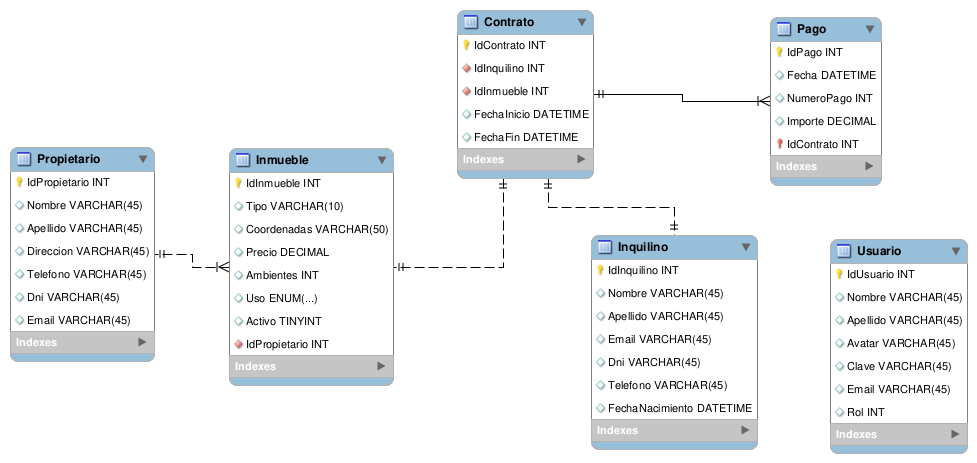 Contrato
IdContrato INT
IdInquilino INT
IdInmueble INT
FechaInicio DATETIME
FechaFin DATETIME
Indexes
Pago
IdPago INT
Fecha DATETIME
NumeroPago INT
Importe DECIMAL
IdContrato INT
Indexes
Propietario
IdPropietario INT
Nombre VARCHAR(45)
Apellido VARCHAR(45)
Direccion VARCHAR(45)
Telefono VARCHAR(45)
Dni VARCHAR(45)
Email VARCHAR(45)
Indexes
Inmueble
IdInmueble INT
Tipo VARCHAR(10)
Coordenadas VARCHAR(50)
Precio DECIMAL
Ambientes INT
Uso ENUM(...)
Activo TINYINT
IdPropietario INT
Indexes
Inquilino
IdInquilino INT
Nombre VARCHAR(45)
Apellido VARCHAR(45)
Email VARCHAR(45)
Dni VARCHAR(45)
Telefono VARCHAR(45)
FechaNacimiento DATETIME
Indexes
Usuario
IdUsuario INT
Nombre VARCHAR(45)
Apellido VARCHAR(45)
Avatar VARCHAR(45)
Clave VARCHAR(45)
Email VARCHAR(45)
Rol INT
Indexes